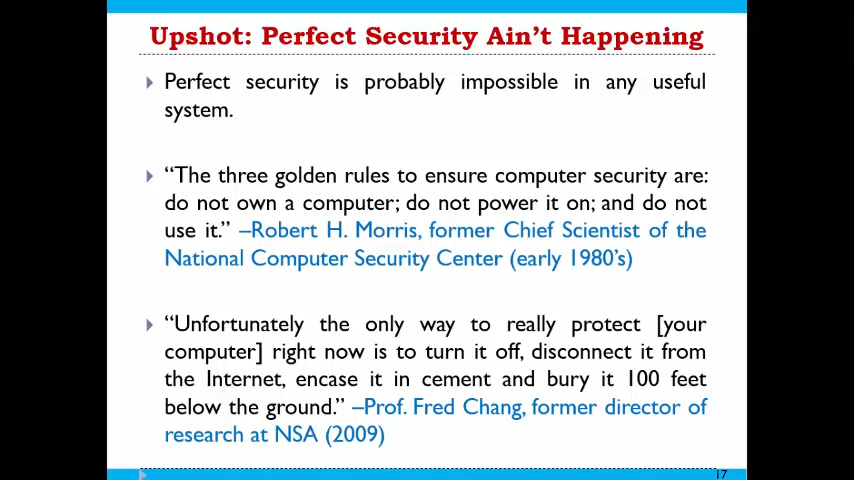 Upshot: Perfect Security Ain't Happening
Perfect security is probably impossible in any useful
system.
“The three golden rules to ensure computer security are:
do not own a computer; do not power it on; and do not
use it.” –Robert H. Morris, former Chief Scientist of the
National Computer Security Center (early 1980’s)
“Unfortunately the only way to really protect [your
computer] right now is to turn it off, disconnect it from
the Internet, encase it in cement and bury it 100 feet
below the ground.” –Prof. Fred Chang, former director of
research at NSA (2009)
17